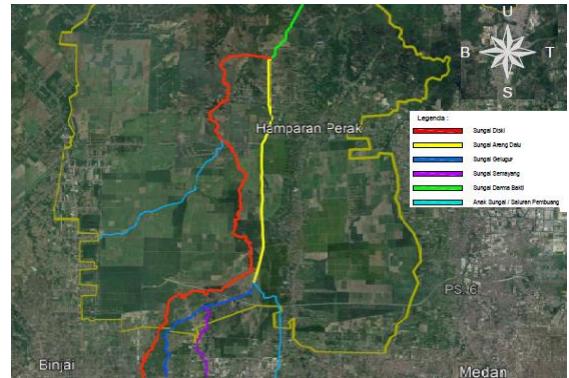 U
B T
S
Hamparan Perak
Legenda :
Sungai Diski
Sungai Areng Dalu
Sungai Gelugur
Sungai Semayang
Sungai Darma Bakti
Anak Sungai / Saluran Pembuang
PS. 6
Binjai
Medan